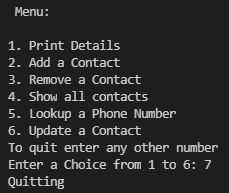 Menu:
1. Print Details
2. Add a Contact
3. Remove a Contact
4. Show all contacts
5. Lookup a Phone Number
6. Update a Contact
To quit enter any other number
Enter a Choice from 1 to 6: 7
Quitting